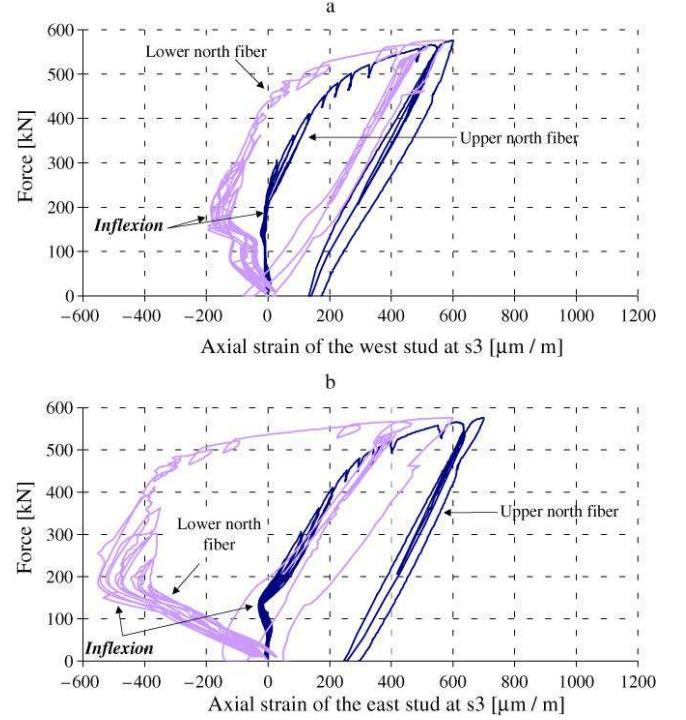 a
600
Lower north fiber
500
400
Upper north fiber
Force [kN]
300
200
Inflexion
100
0
−600 −400 −200 0 200 400 600 800 1000 1200
Axial strain of the west stud at s3 [μm / m]
b
600
500
400
Upper north fiber
Lower north
fiber
Force [kN]
300
200
100
Inflexion
0
−600 −400 −200 0 200 400 600 800 1000 1200
Axial strain of the east stud at s3 [μm / m]